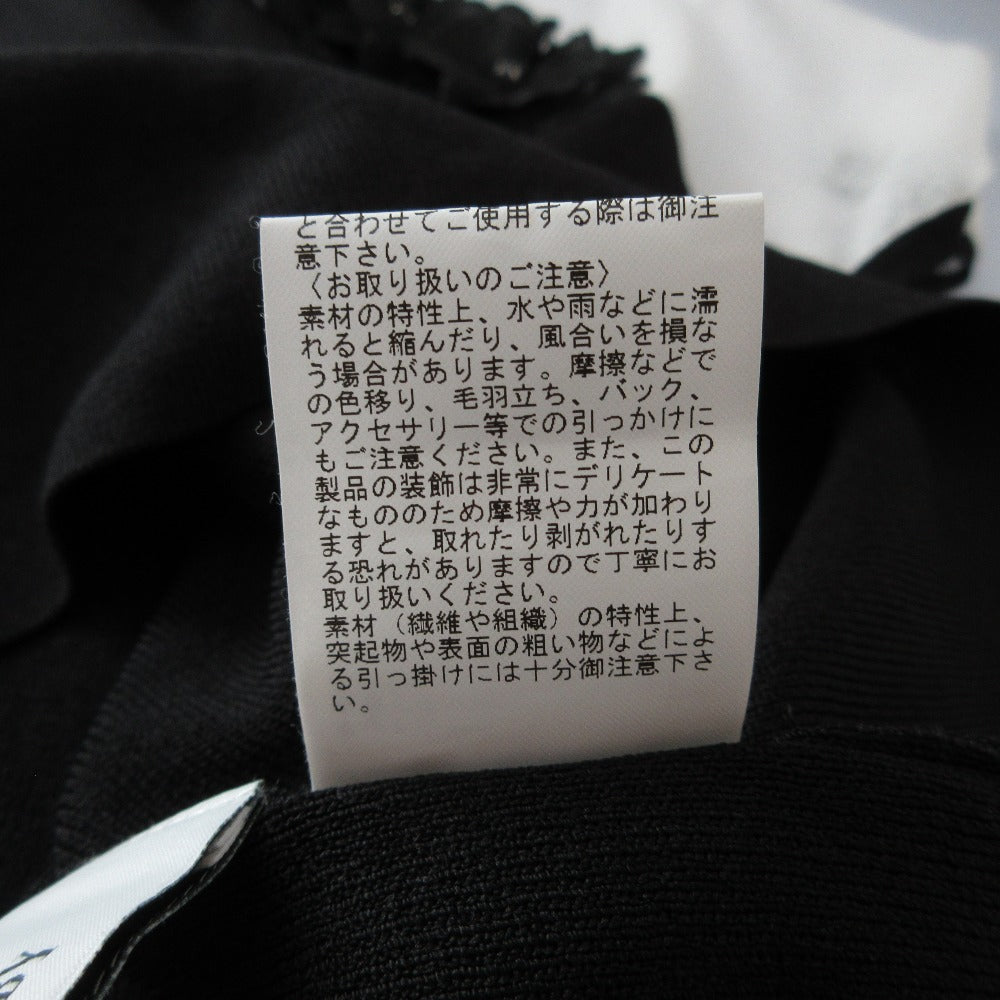 と合わせてご使用する際は御注
意下さい。
〈お取り扱いのご注意〉
素材の特性上、水や雨などに濡
れると縮んだり、風合いを損な
う場合があります。摩擦などで
の色移り、毛羽立ち、バック、
アクセサリー等での引っかけに
もご注意ください。また、この
製品の装飾は非常にデリケート
なもののため摩擦や力が加わり
ますと、取れたり剥がれたりす
る恐れがありますので丁寧にお
取り扱いください。
素材（繊維や組織）の特性上、
突起物や表面の粗い物などによ
る引っ掛けには十分御注意下さ
い。